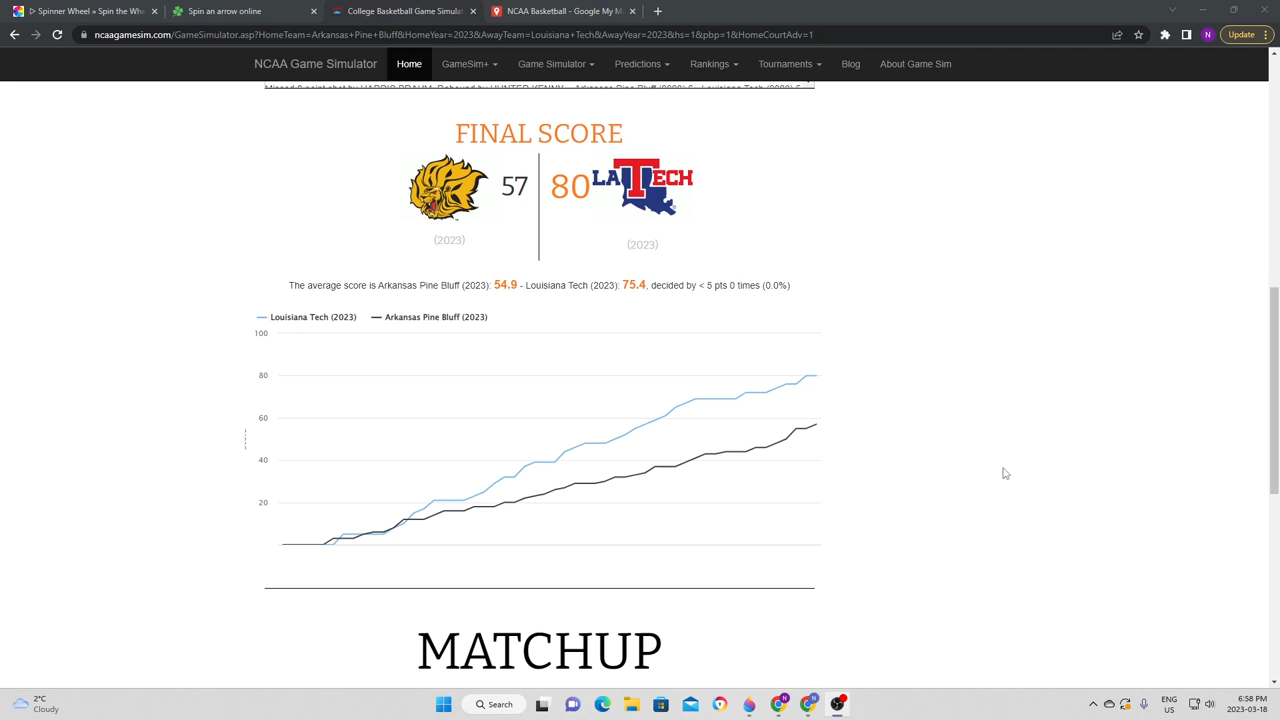 Spinner Wheel » Spin the Whe
Spin an arrow online
College Basketball Game Simulat
NCAA Basketball - Google My M
ncaagamesim.com/GameSimulator.asp?HomeTeam=Arkansas+Pine+Bluff&HomeYear=2023&AwayTeam=Louisiana+Tech&AwayYear=2023&hs=1&pbp=1&HomeCourtAdv=1
N
Update
NCAA Game Simulator
Home
GameSim+
Game Simulator
Predictions
Rankings
Tournaments
Blog
About Game Sim
FINAL SCORE
57
80
LA TECH
(2023)
(2023)
The average score is Arkansas Pine Bluff (2023): 54.9 - Louisiana Tech (2023): 75.4, decided by < 5 pts 0 times (0.0%)
Louisiana Tech (2023)
Arkansas Pine Bluff (2023)
100
80
60
40
20
MATCHUP
2°C
Cloudy
Search
ENG
US
6:58 PM
2023-03-18